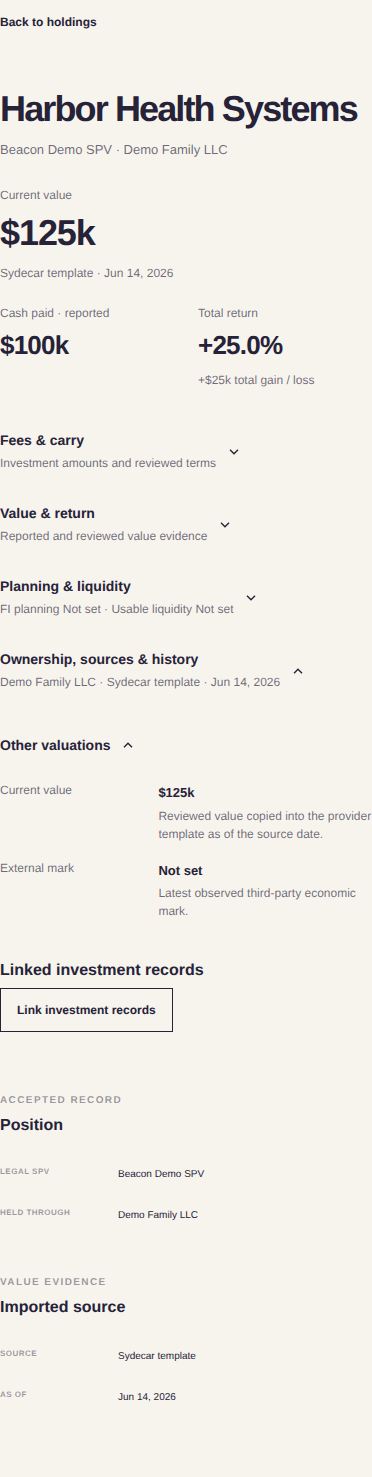 Back to holdings
Harbor Health Systems
Beacon Demo SPV · Demo Family LLC
Current value
$125k
Sydecar template · Jun 14, 2026
Cash paid · reported
Total return
$100k
+25.0%
+$25k total gain / loss
Fees & carry
Investment amounts and reviewed terms
Value & return
Reported and reviewed value evidence
Planning & liquidity
FI planning Not set · Usable liquidity Not set
Ownership, sources & history
Demo Family LLC · Sydecar template · Jun 14, 2026
Other valuations
Current value
$125k
Reviewed value copied into the provider
template as of the source date.
External mark
Not set
Latest observed third-party economic
mark.
Linked investment records
Link investment records
ACCEPTED RECORD
Position
LEGAL SPV
Beacon Demo SPV
HELD THROUGH
Demo Family LLC
VALUE EVIDENCE
Imported source
SOURCE
Sydecar template
AS OF
Jun 14, 2026